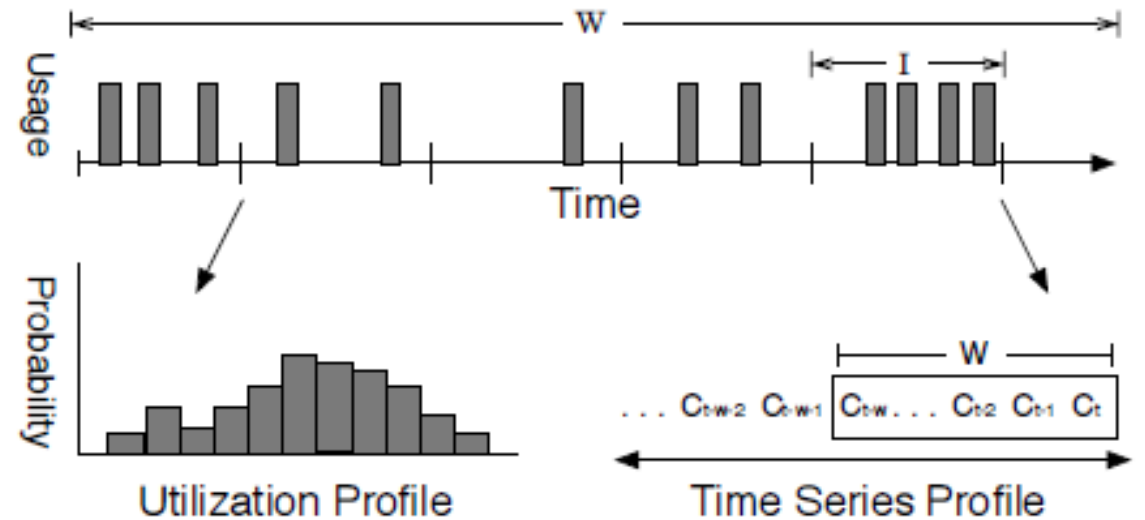 W
I
Usage
Time
Probability
W
. . . Ct-w-2 Ct-w-1 Ct-w . . . Ct-2 Ct-1 Ct
Utilization Profile
Time Series Profile